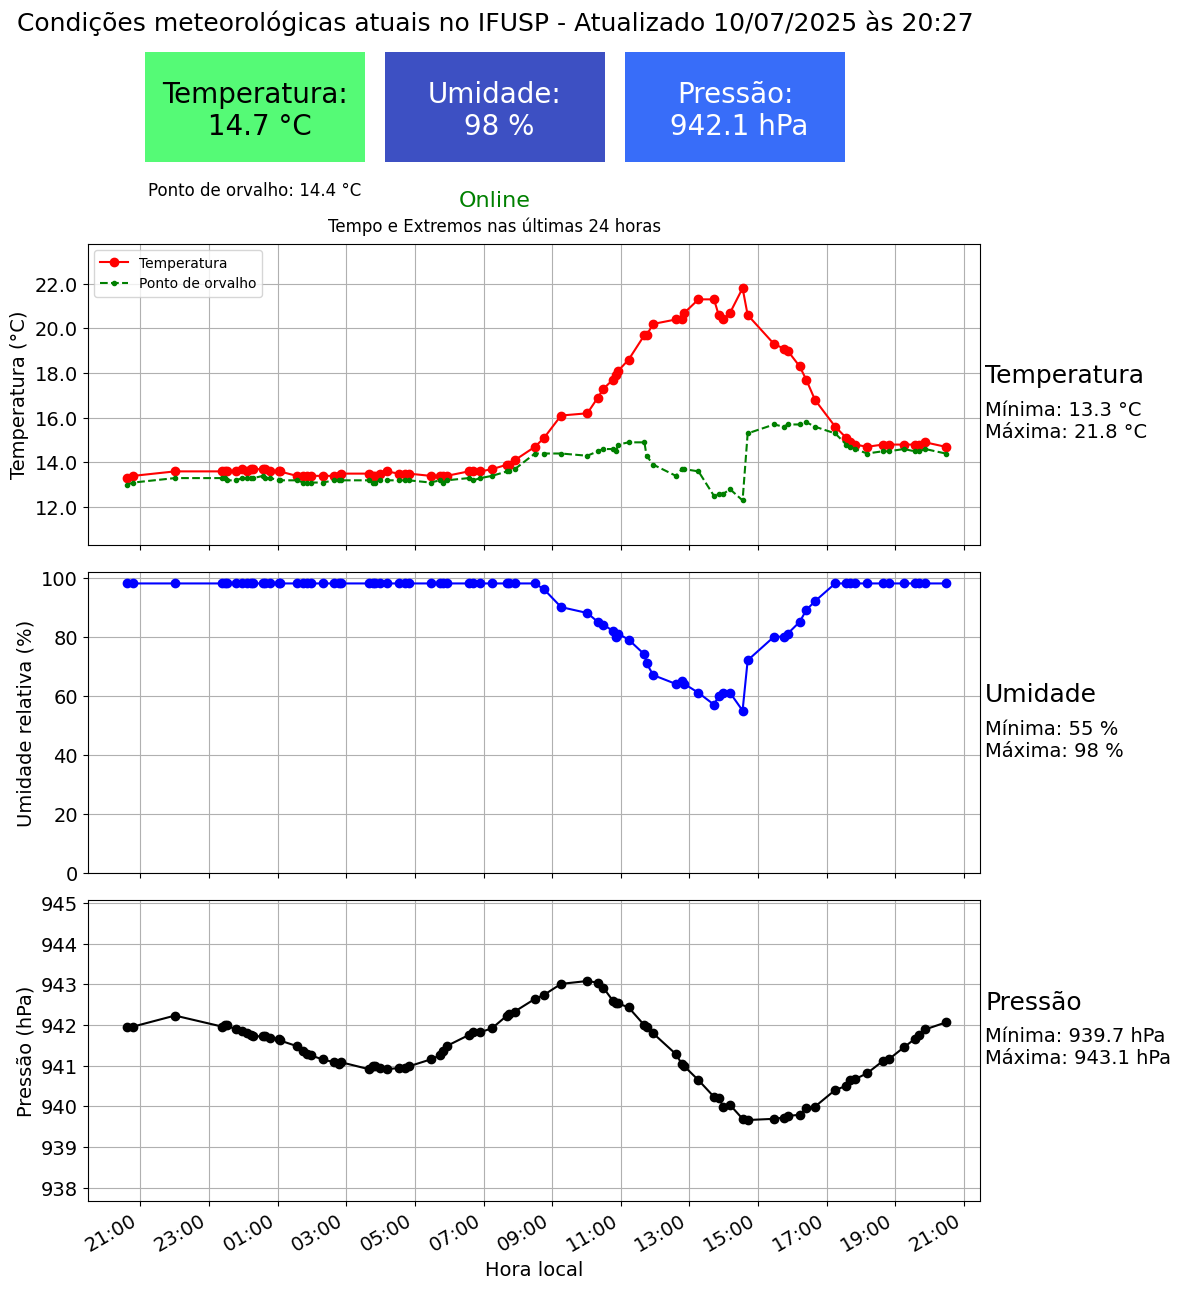 Condições meteorológicas atuais no IFUSP - Atualizado 10/07/2025 às 20:27
Temperatura:
14.7 °C
Umidade:
98 %
Pressão:
942.1 hPa
Ponto de orvalho: 14.4 °C
Online
Tempo e Extremos nas últimas 24 horas
Temperatura
Ponto de orvalho
Temperatura (°C)
22.0
20.0
18.0
16.0
14.0
12.0
Temperatura
Mínima: 13.3 °C
Máxima: 21.8 °C
Umidade relativa (%)
100
80
60
40
20
0
Umidade
Mínima: 55 %
Máxima: 98 %
Pressão (hPa)
945
944
943
942
941
940
939
938
Pressão
Mínima: 939.7 hPa
Máxima: 943.1 hPa
21:00 23:00 01:00 03:00 05:00 07:00 09:00 11:00 13:00 15:00 17:00 19:00 21:00
Hora local